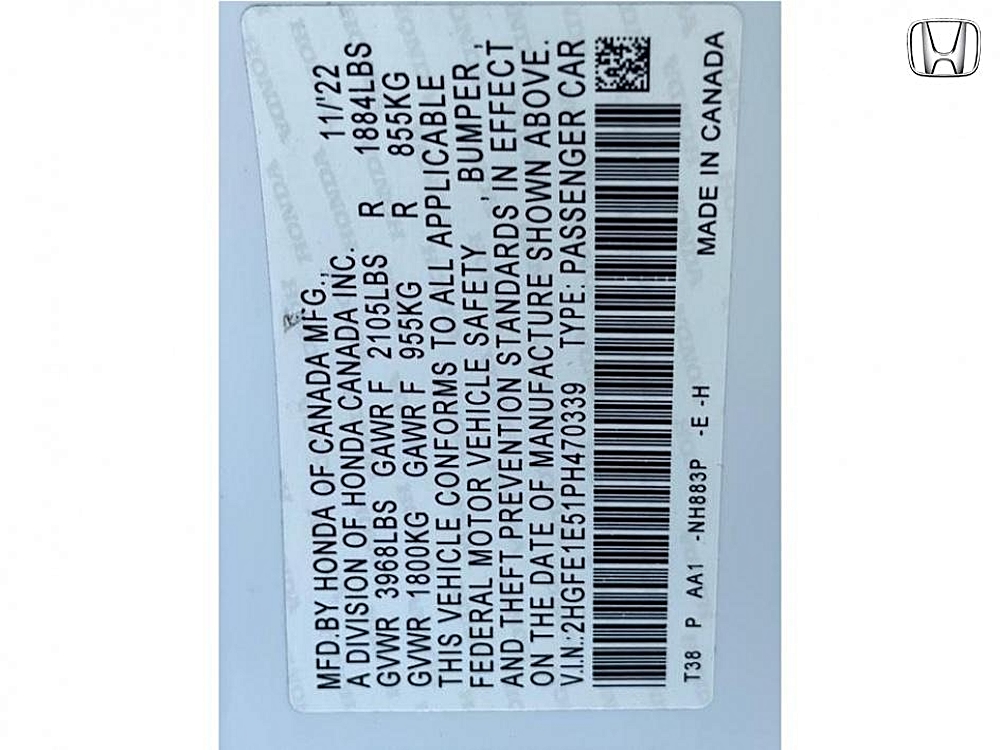 MFD.BY HONDA OF CANADA MFG., 11/'22
A DIVISION OF HONDA CANADA INC.
GVWR 3968LBS GAWR F 2105LBS R 1884LBS
GVWR 1800KG GAWR F 955KG R 855KG
THIS VEHICLE CONFORMS TO ALL APPLICABLE
FEDERAL MOTOR VEHICLE SAFETY , BUMPER ,
AND THEFT PREVENTION STANDARDS IN EFFECT
ON THE DATE OF MANUFACTURE SHOWN ABOVE.
V.I.N.:2HGFE1E51PH470339 TYPE: PASSENGER CAR
T38 P AA1 -NH883P -E -H MADE IN CANADA